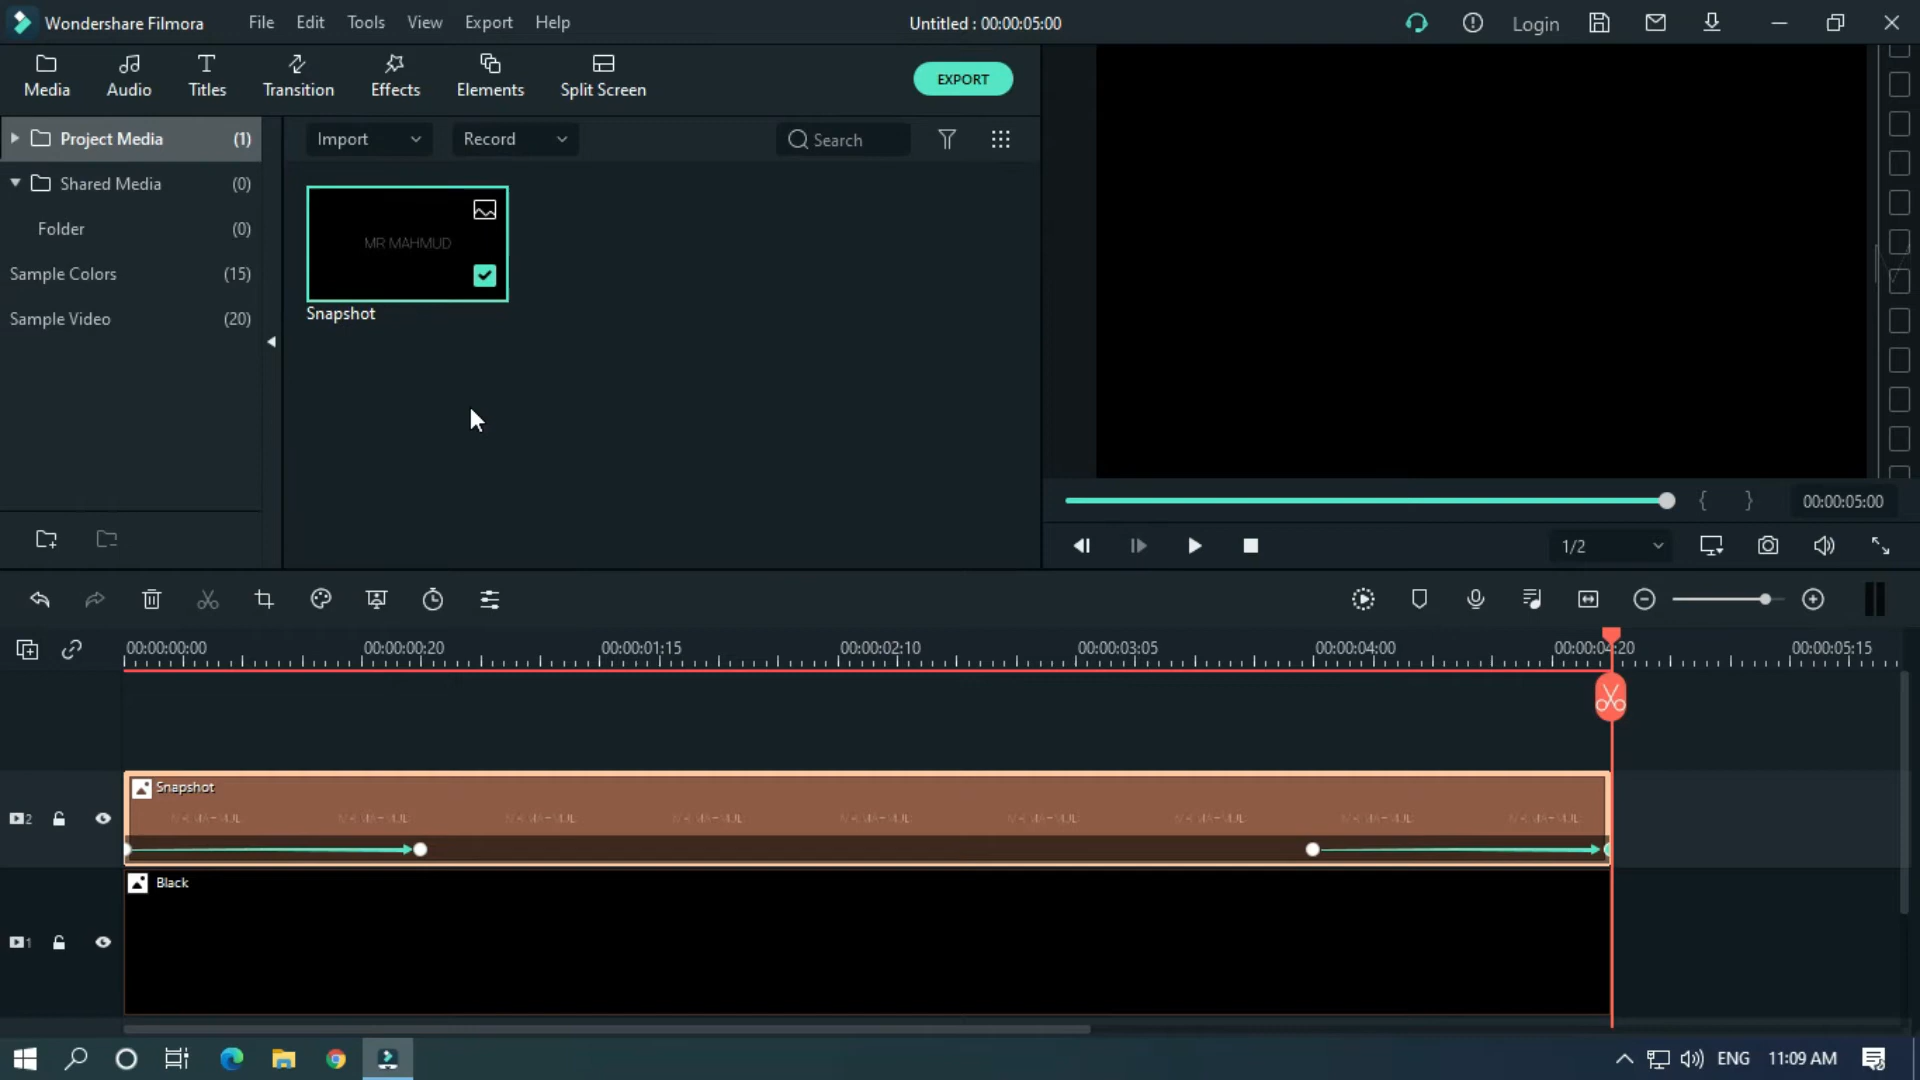 Wondershare Filmora
File
Edit
Tools
View
Export
Help
Untitled : 00:00:05:00
Login
Media
Audio
Titles
Transition
Effects
Elements
Split Screen
EXPORT
Project Media
(1)
Shared Media
(0)
Folder
(0)
Sample Colors
(15)
Sample Video
(20)
Import
Record
Search
MR MAHMUD
Snapshot
{ }
00:00:05:00
1/2
00:00:00:00
00:00:00:20
00:00:01:15
00:00:02:10
00:00:03:05
00:00:04:00
00:00:04:20
00:00:05:15
2
Snapshot
1
Black
ENG
11:09 AM